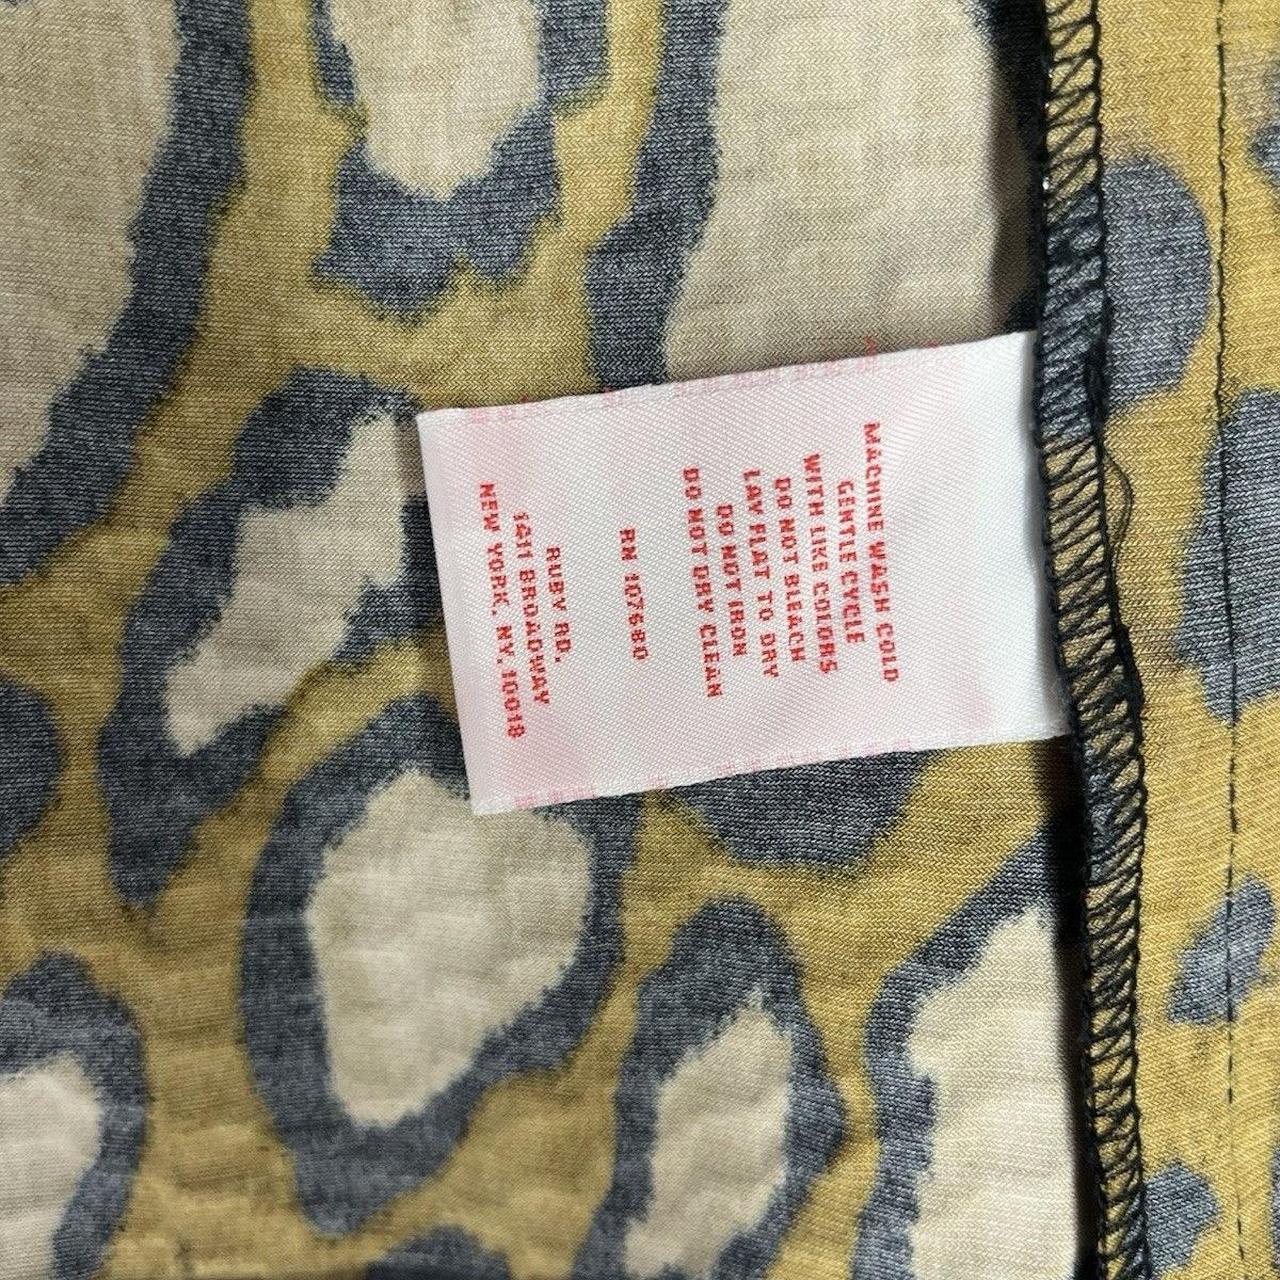 MACHINE WASH COLD
GENTLE CYCLE
WITH LIKE COLORS
DO NOT BLEACH
LAY FLAT TO DRY
DO NOT IRON
DO NOT DRY CLEAN
RN 107680
RUBY RD.
1411 BROADWAY
NEW YORK, NY.10018